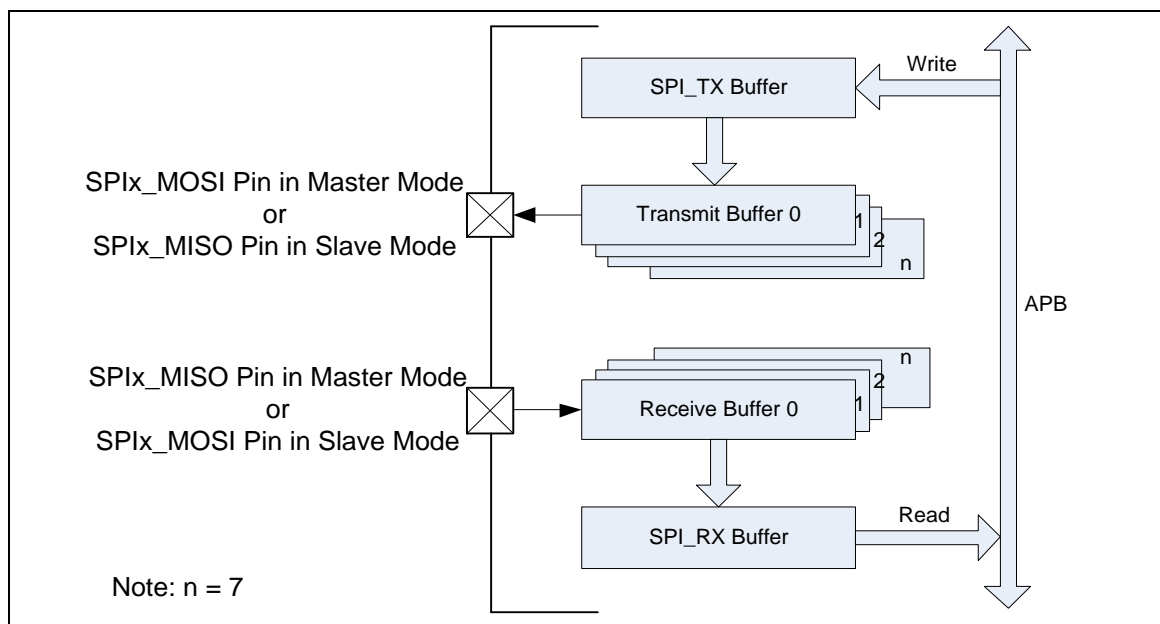 Write
SPI_TX Buffer
SPIx_MOSI Pin in Master Mode
or
SPIx_MISO Pin in Slave Mode
Transmit Buffer 0
1
2
n
APB
n
2
1
SPIx_MISO Pin in Master Mode
or
SPIx_MOSI Pin in Slave Mode
Receive Buffer 0
Read
SPI_RX Buffer
Note: n = 7